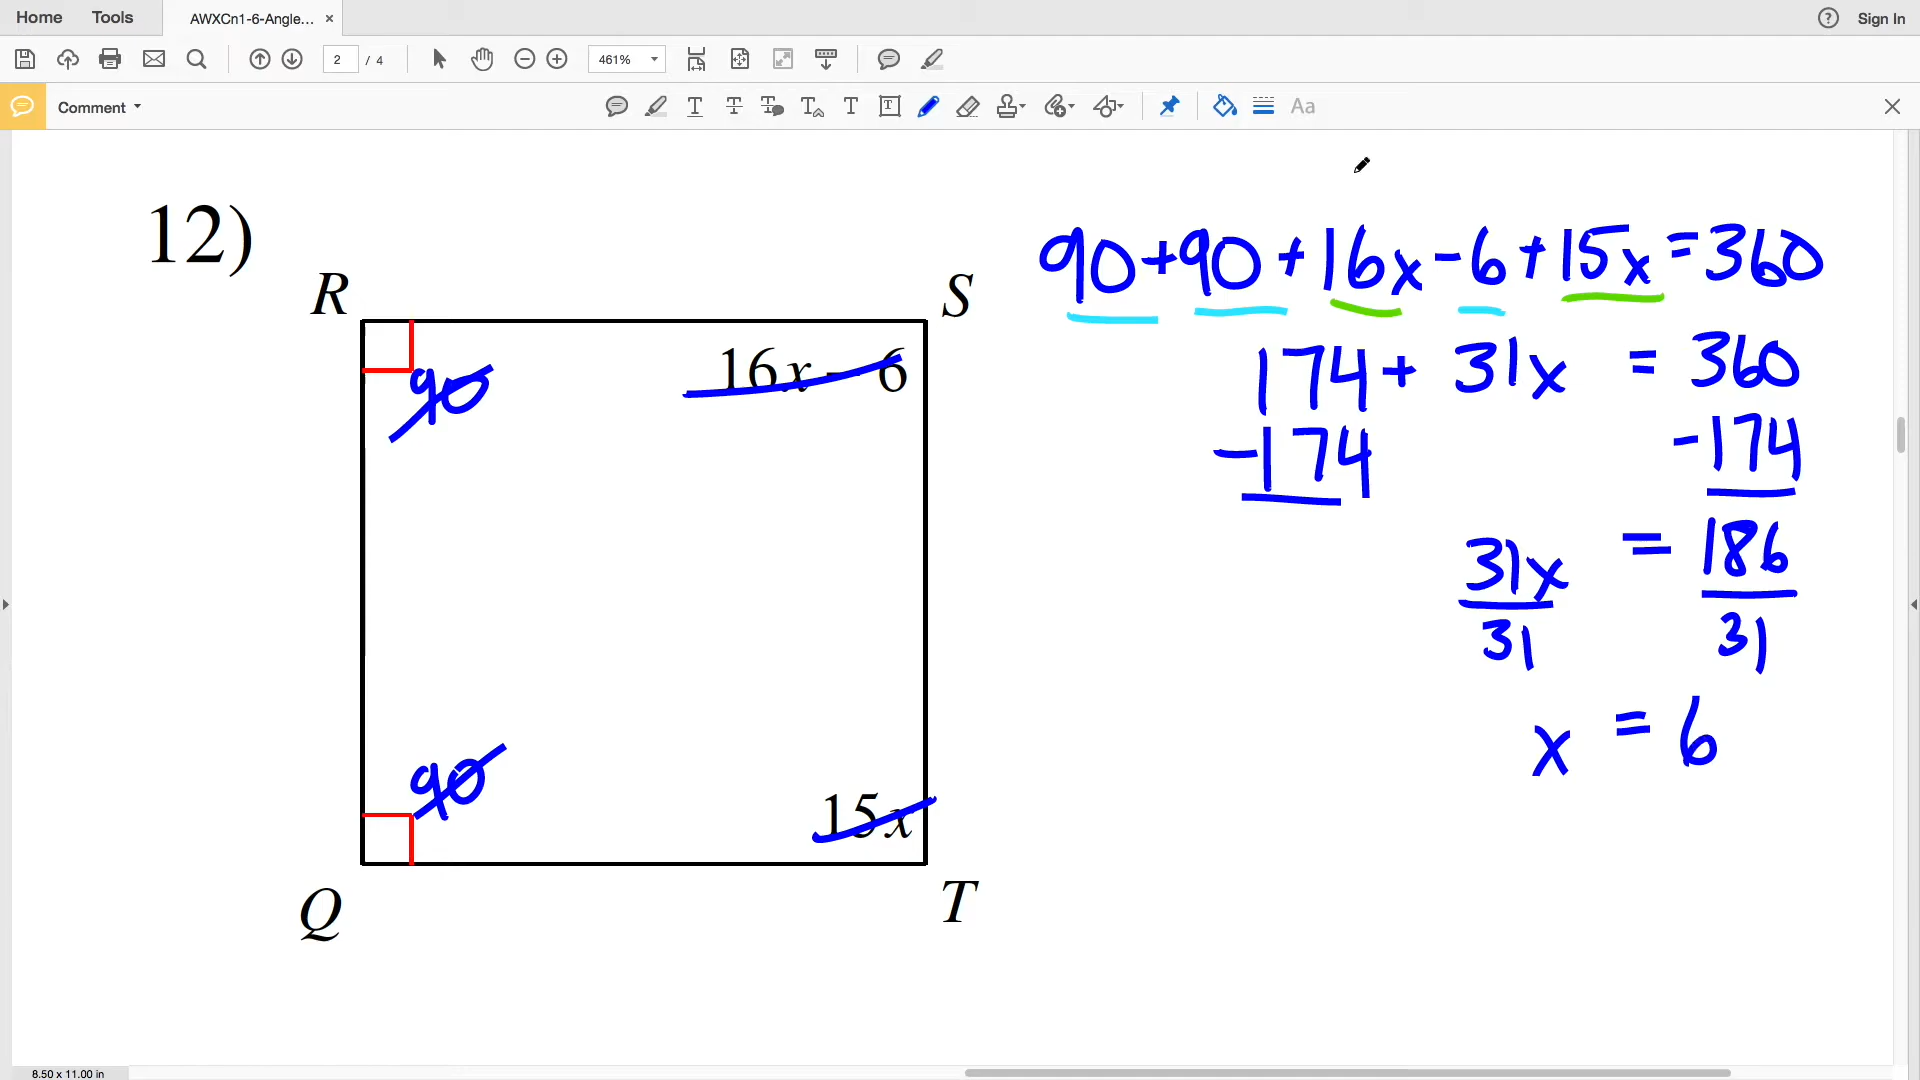 Home Tools AWXCn1-6-Angle... × ? Sign In
2 / 4 461%
Comment T T T T T T Aa
12)
90+90+16x-6+15x=360
R S
16x - 6
90
174+ 31x = 360
-174 -174
31x = 186
31 31
x = 6
90
15x
Q T
8.50 x 11.00 in